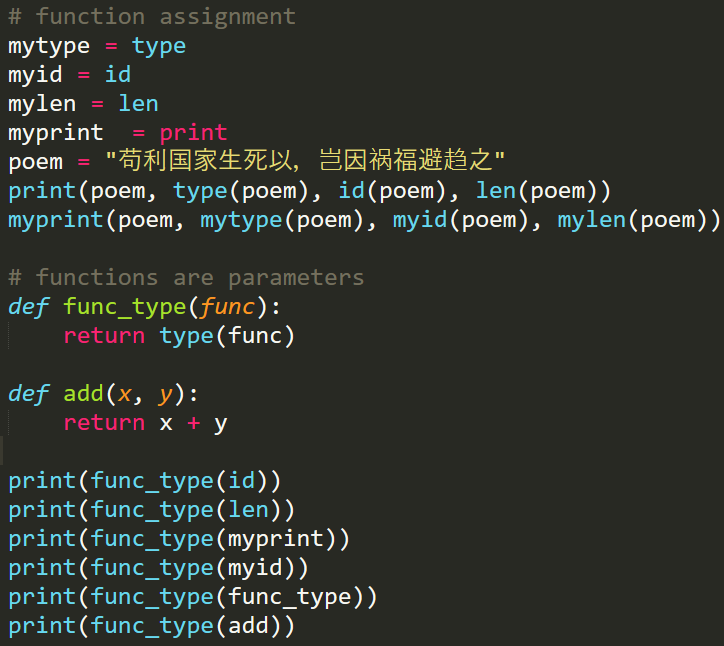 # function assignment
mytype = type
myid = id
mylen = len
myprint  = print
poem = "苟利国家生死以，岂因祸福避趋之"
print(poem, type(poem), id(poem), len(poem))
myprint(poem, mytype(poem), myid(poem), mylen(poem))

# functions are parameters
def func_type(func):
    return type(func)

def add(x, y):
    return x + y

print(func_type(id))
print(func_type(len))
print(func_type(myprint))
print(func_type(myid))
print(func_type(func_type))
print(func_type(add))